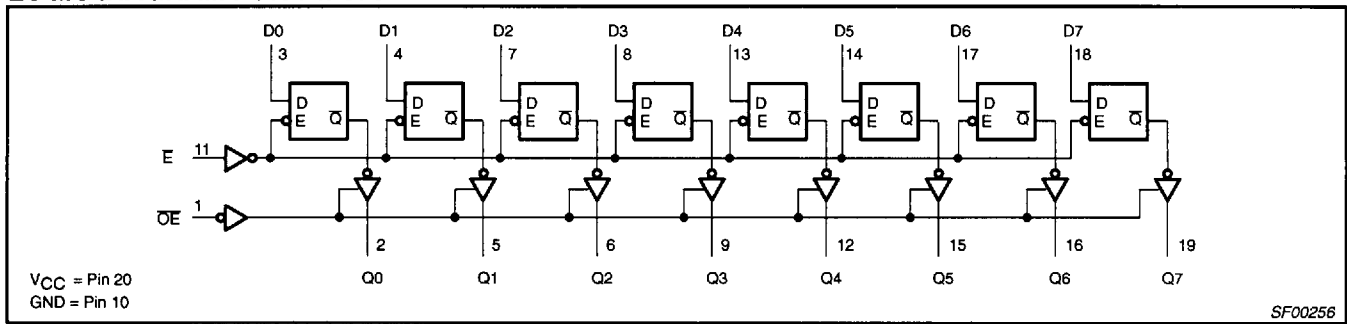 D0 D1 D2 D3 D4 D5 D6 D7
3 4 7 8 13 14 17 18
D D D D D D D D
E Q̅ E Q̅ E Q̅ E Q̅ E Q̅ E Q̅ E Q̅ E Q̅
E̅ 11
O̅E̅ 1
2 5 6 9 12 15 16 19
Q0 Q1 Q2 Q3 Q4 Q5 Q6 Q7
VCC = Pin 20
GND = Pin 10
SF00256